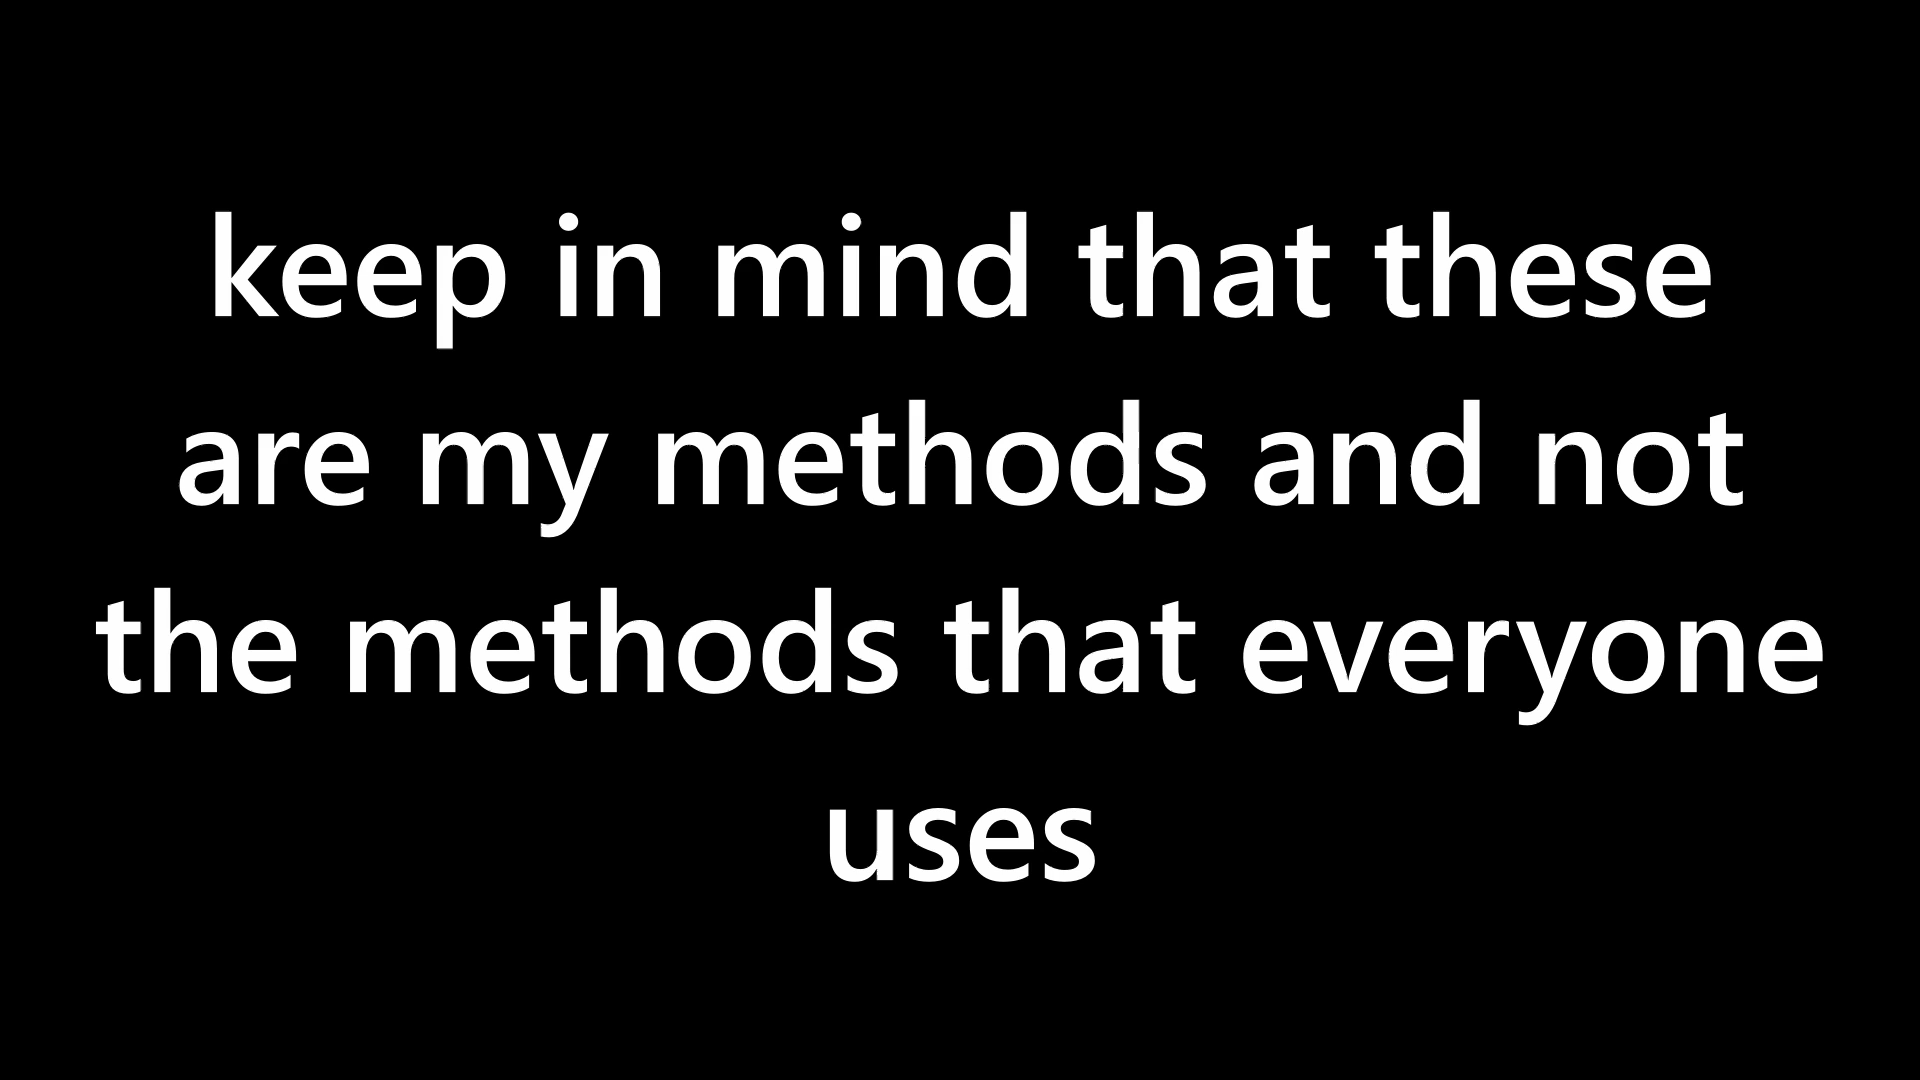 keep in mind that these
are my methods and not
the methods that everyone
uses